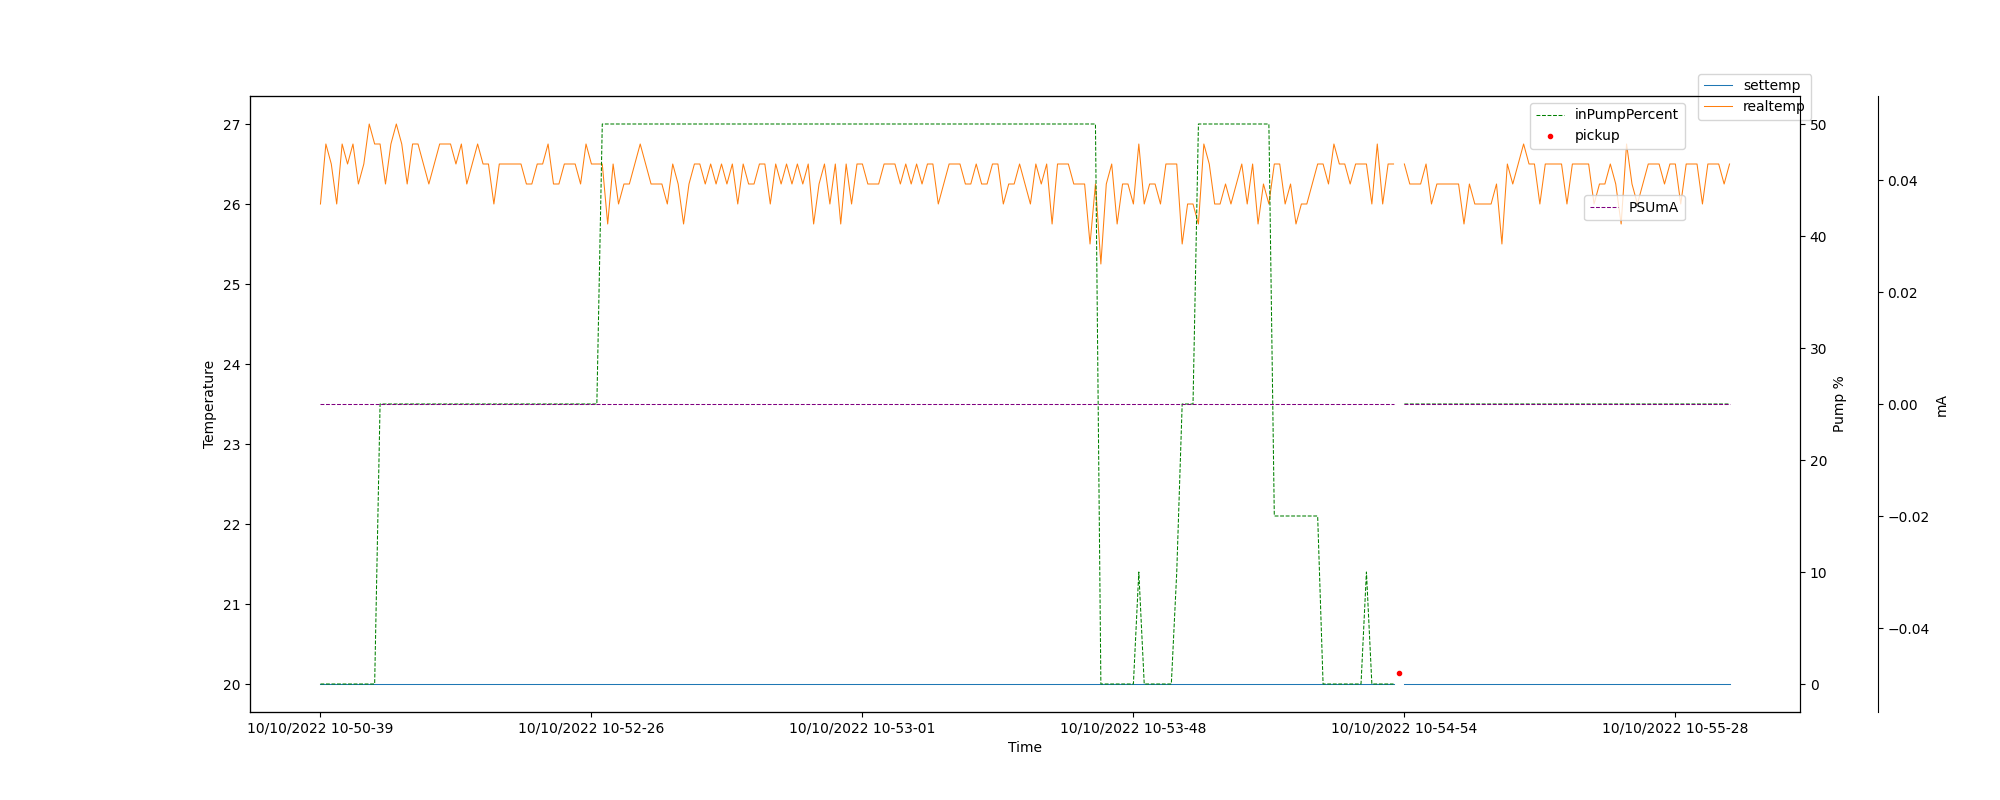 settemp
realtemp
inPumpPercent
pickup
PSUmA
27
26
25
24
23
22
21
20
Temperature
50
40
30
20
10
0
Pump %
0.04
0.02
0.00
−0.02
−0.04
mA
10/10/2022 10-50-39
10/10/2022 10-52-26
10/10/2022 10-53-01
10/10/2022 10-53-48
10/10/2022 10-54-54
10/10/2022 10-55-28
Time